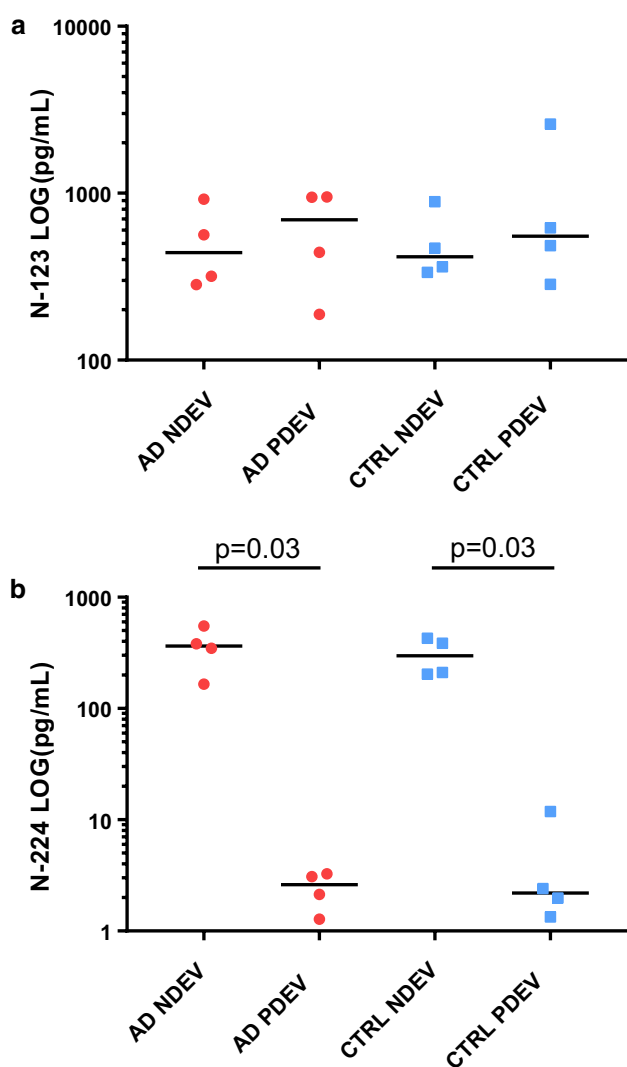 a
10000
1000
100
N-123 LOG(pg/mL)
AD NDEV
AD PDEV
CTRL NDEV
CTRL PDEV
b
p=0.03
p=0.03
1000
100
10
1
N-224 LOG(pg/mL)
AD NDEV
AD PDEV
CTRL NDEV
CTRL PDEV